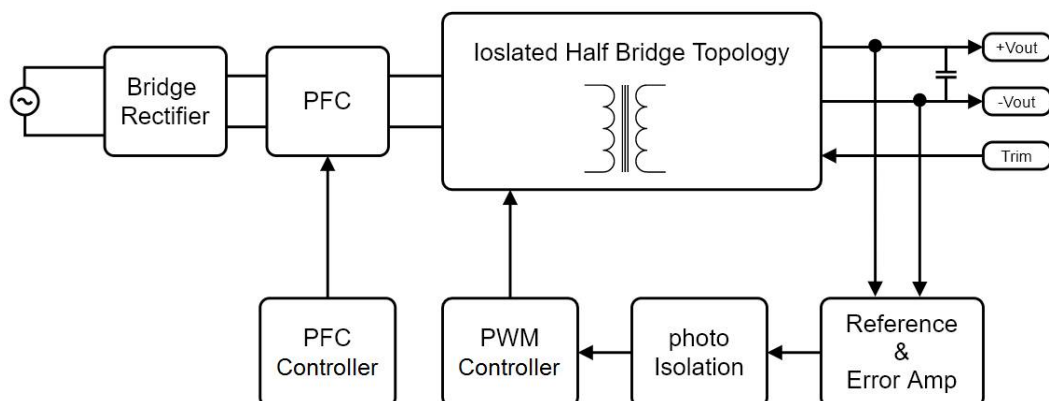 Ioslated Half Bridge Topology
+Vout
Bridge
Rectifier
PFC
-Vout
Trim
PFC
Controller
PWM
Controller
photo
Isolation
Reference
&
Error Amp